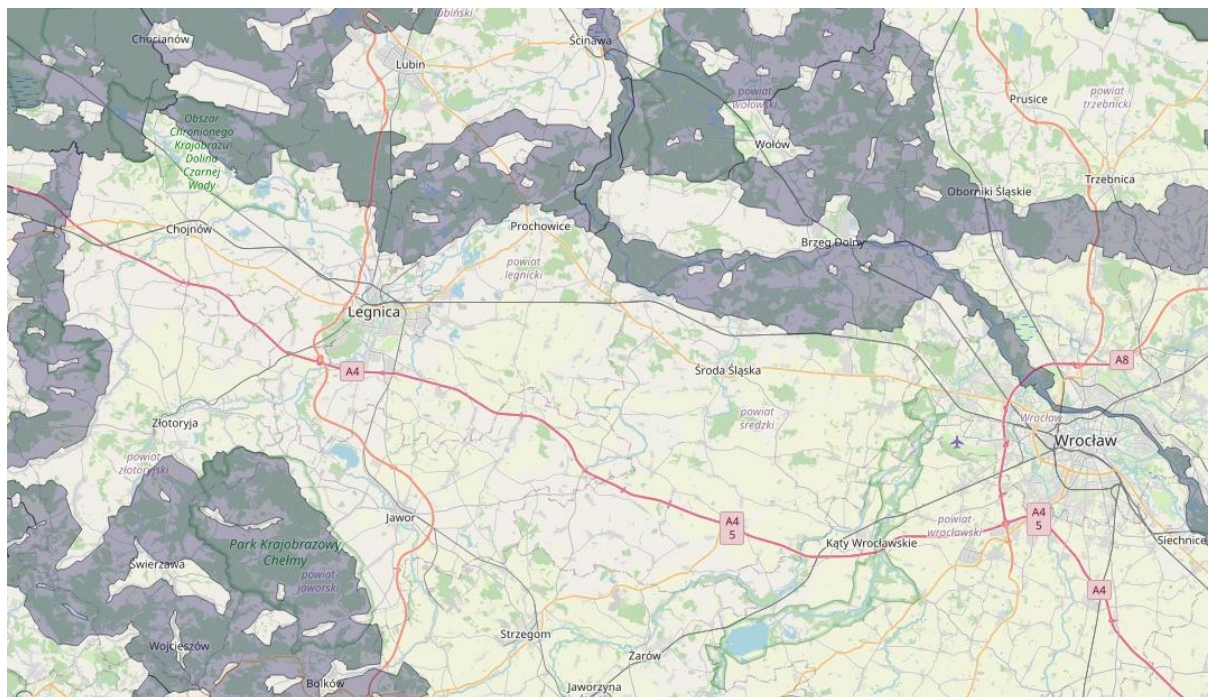 lubiński
Chocianów
Ścinawa
Lubin
powiat
wołowski
Prusice
powiat
trzebnicki
Obszar
Chronionego
Krajobrazu
Dolina
Czarnej
Wody
Wołów
Trzebnica
Oborniki Śląskie
Chojnów
Prochowice
Brzeg Dolny
powiat
legnicki
Legnica
A4
Środa Śląska
A8
Złotoryja
powiat
średzki
Wrocław
Wrocław
powiat
złotoryjski
Jawor
A4
5
A4
5
powiat
wrocławski
Kąty Wrocławskie
Siechnice
Park Krajobrazowy
Chełmy
powiat
jaworski
Świerzawa
A4
Strzegom
Wojcieszów
Żarów
Bolków
Jaworzyna